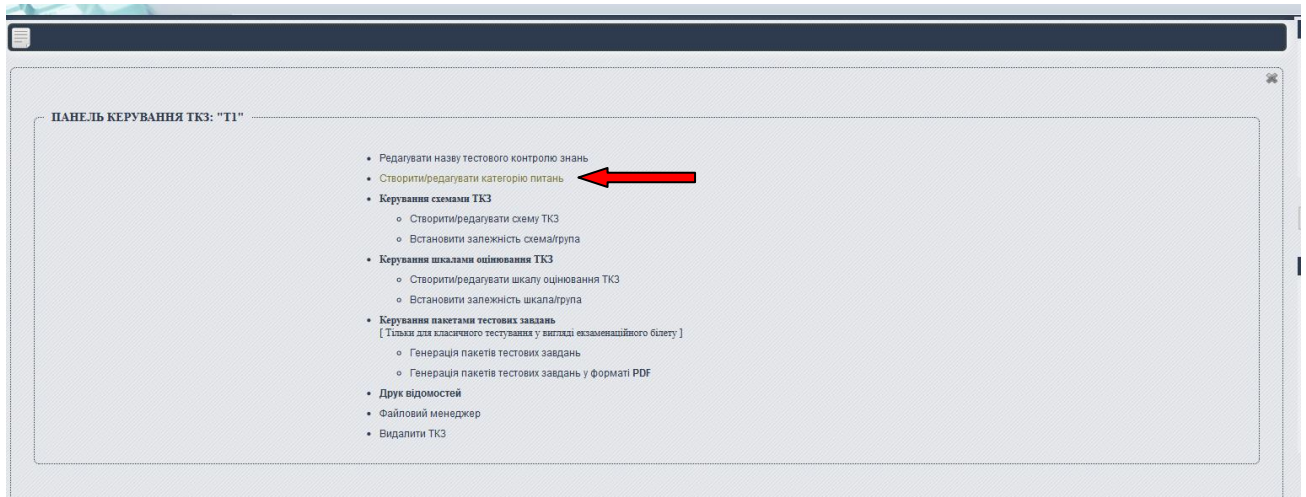 ПАНЕЛЬ КЕРУВАННЯ ТКЗ: "Т1"
Редагувати назву тестового контролю знань
Створити/редагувати категорію питань
Керування схемами ТКЗ
Створити/редагувати схему ТКЗ
Встановити залежність схема/група
Керування шкалами оцінювання ТКЗ
Створити/редагувати шкалу оцінювання ТКЗ
Встановити залежність шкала/група
Керування пакетами тестових завдань
[ Тільки для класичного тестування у вигляді екзаменаційного білету ]
Генерація пакетів тестових завдань
Генерація пакетів тестових завдань у форматі PDF
Друк відомостей
Файловий менеджер
Видалити ТКЗ